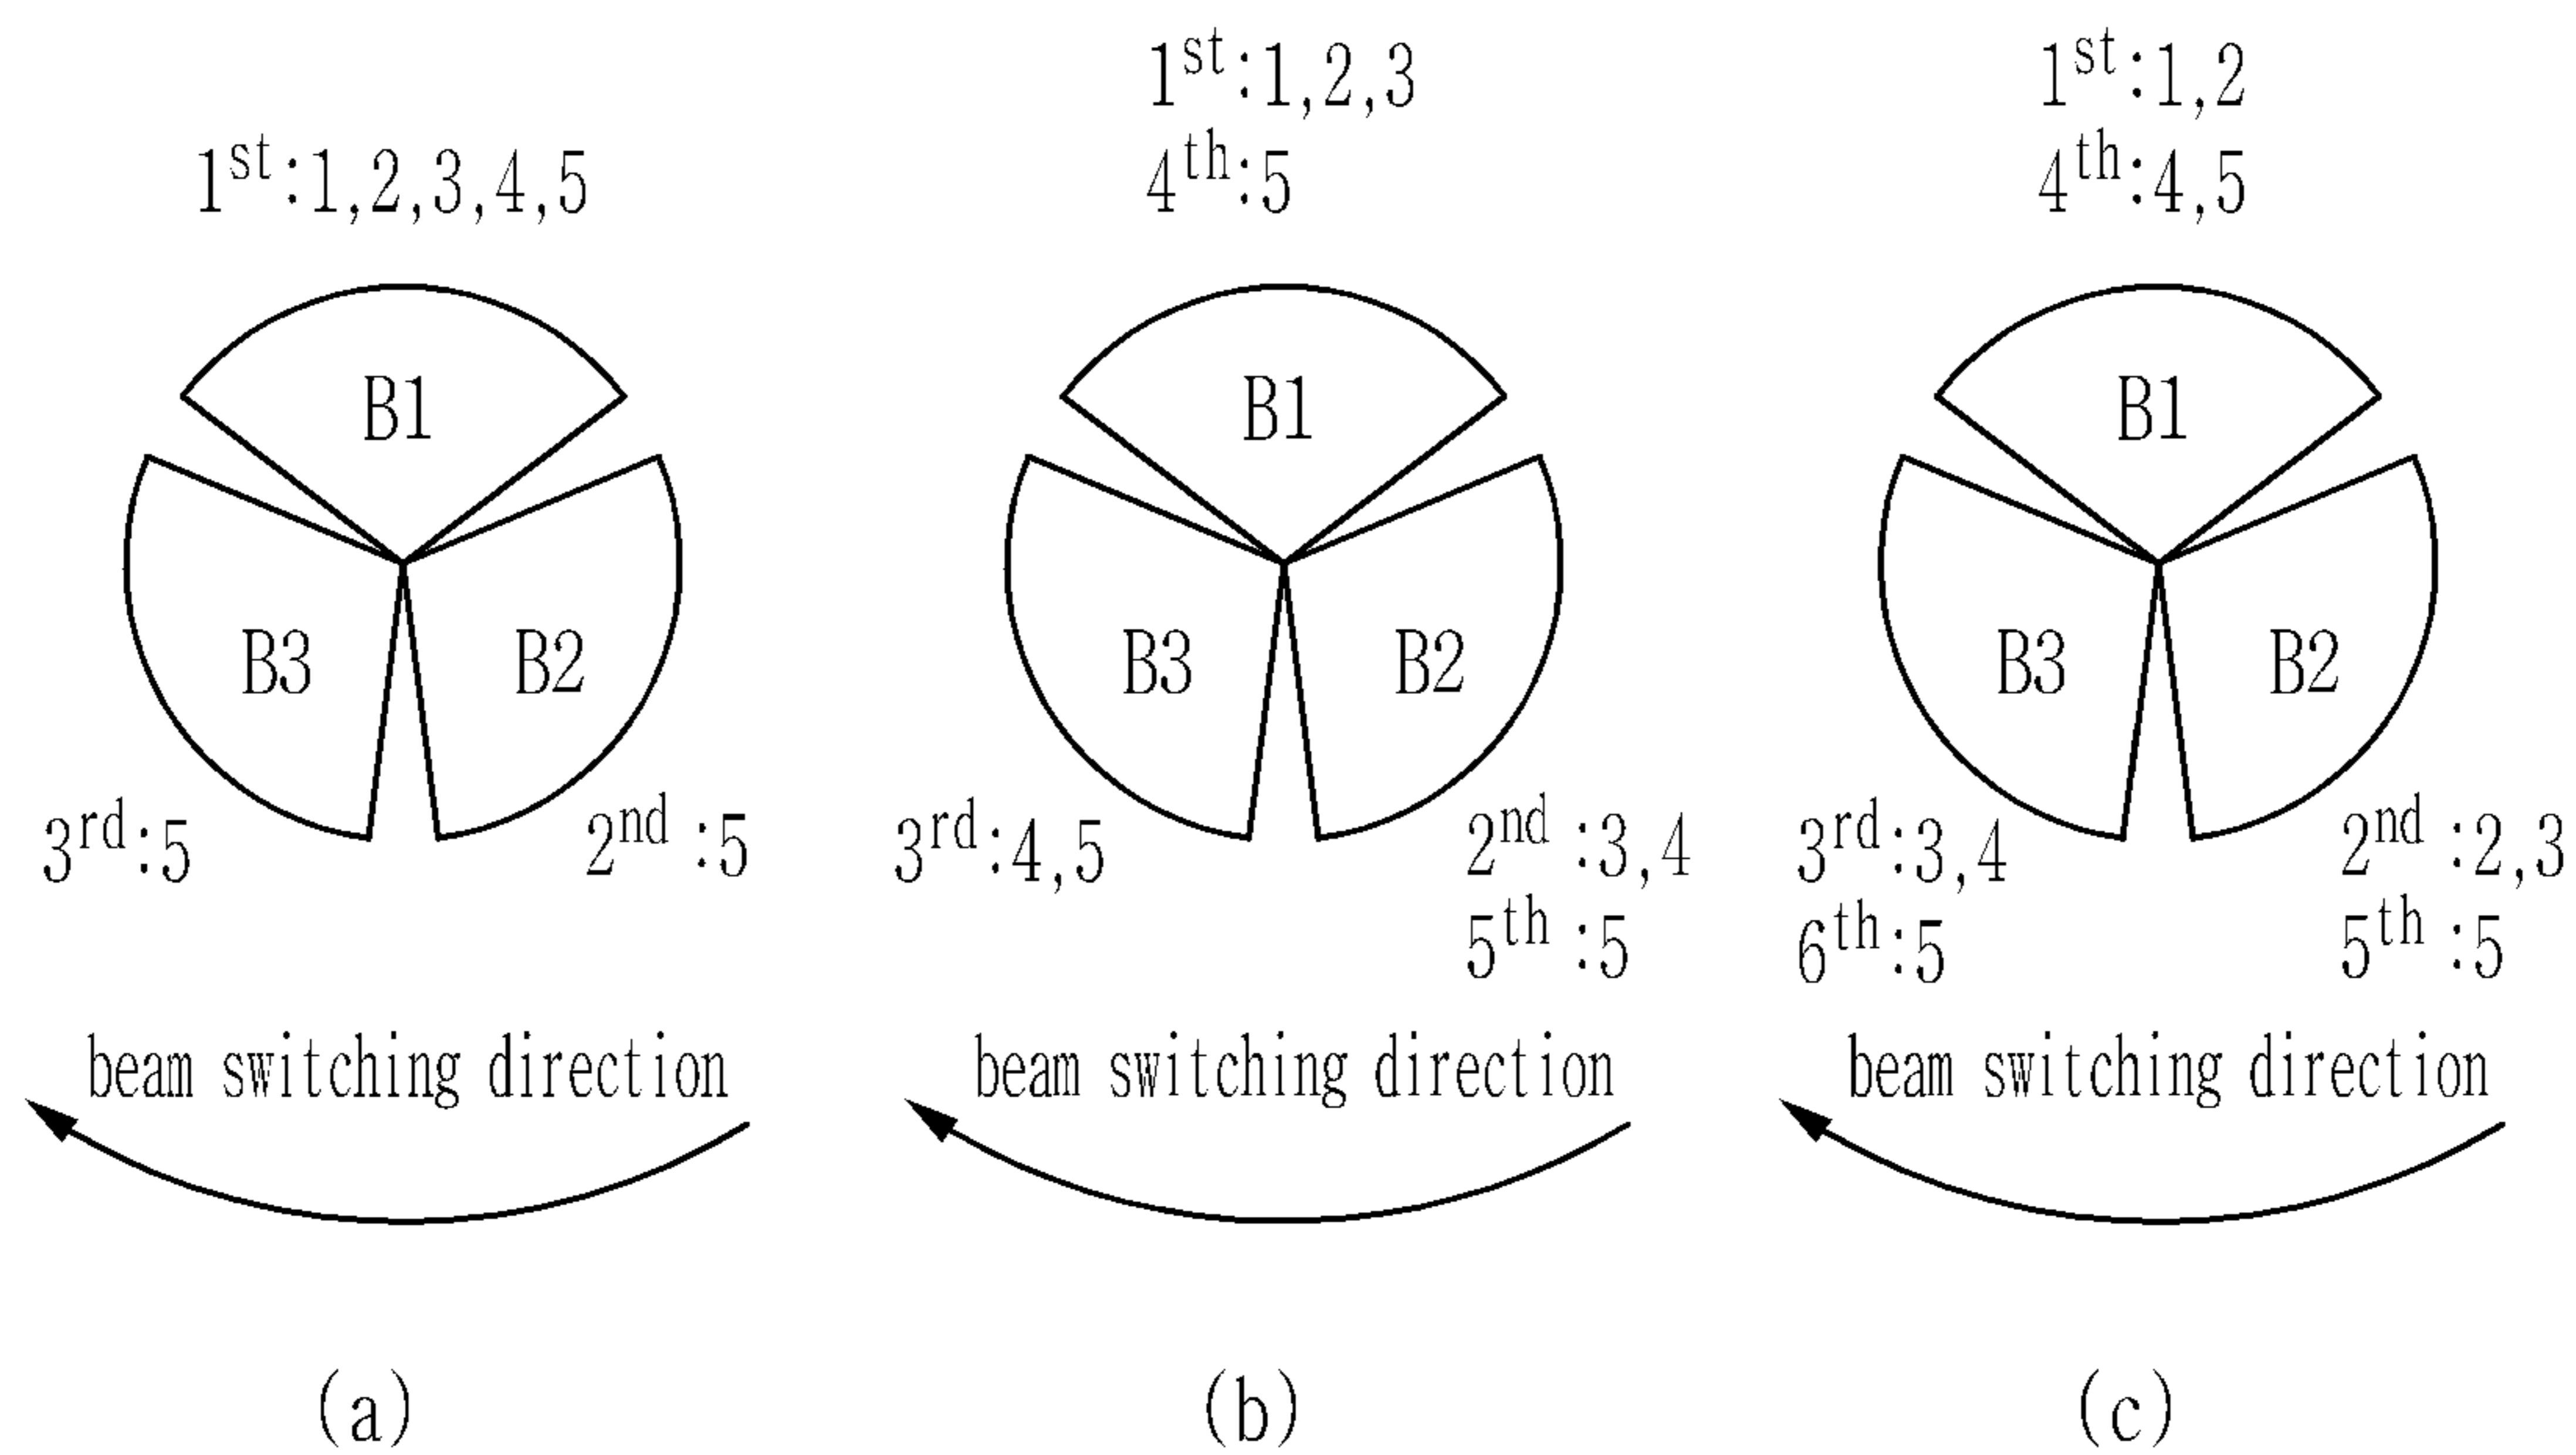 1st:1,2,3,4,5
B1
B3
B2
3rd:5
2nd :5
beam switching direction
(a)
1st:1,2,3
4th:5
B1
B3
B2
3rd:4,5
2nd :3,4
5th :5
beam switching direction
(b)
1st:1,2
4th:4,5
B1
B3
B2
3rd:3,4
6th:5
2nd :2,3
5th :5
beam switching direction
(c)